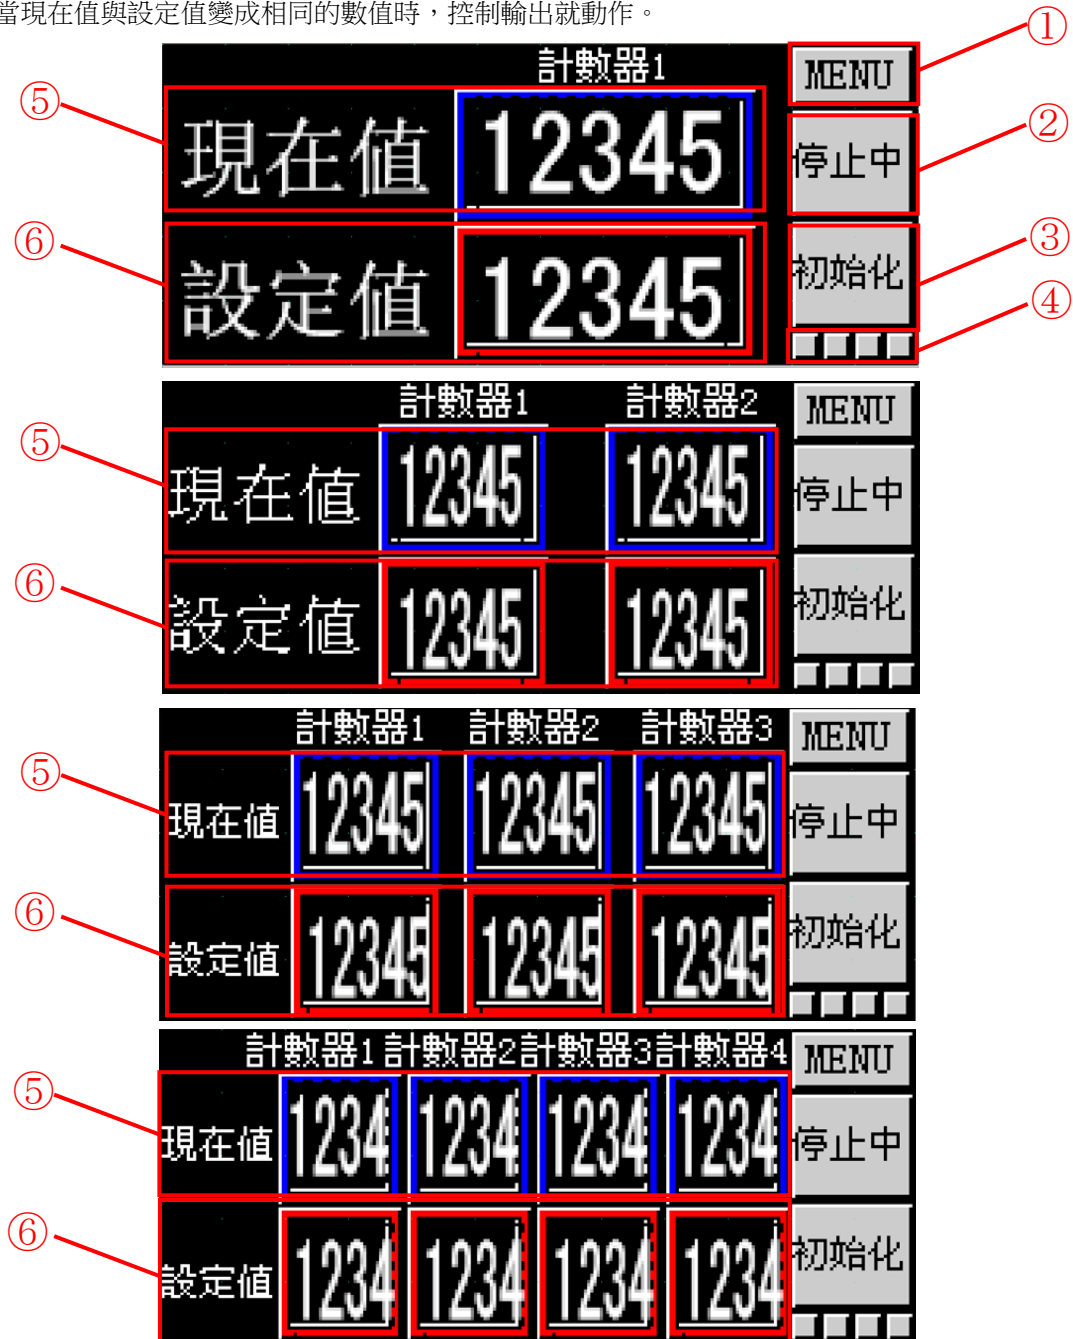 當現在值與設定值變成相同的數值時，控制輸出就動作。
①
計數器1 MENU
⑤ 現在值 12345 停止中 ②
⑥ 設定值 12345 初始化 ③
④
計數器1 計數器2 MENU
⑤ 現在值 12345 12345 停止中
⑥ 設定值 12345 12345 初始化
計數器1 計數器2 計數器3 MENU
⑤ 現在值 12345 12345 12345 停止中
⑥ 設定值 12345 12345 12345 初始化
計數器1 計數器2 計數器3 計數器4 MENU
⑤ 現在值 1234 1234 1234 1234 停止中
⑥ 設定值 1234 1234 1234 1234 初始化